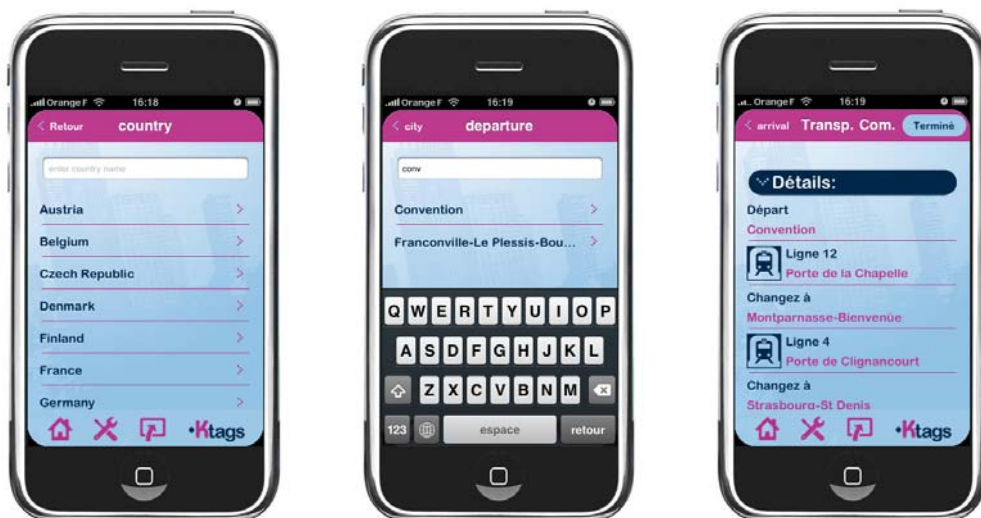 Orange F 16:18
Retour country
enter country name
Austria
Belgium
Czech Republic
Denmark
Finland
France
Germany
Ktags
Orange F 16:19
city departure
conv
Convention
Franconville-Le Plessis-Bou...
Q W E R T Y U I O P
A S D F G H J K L
Z X C V B N M
123 espace retour
Orange F 16:19
arrival Transp. Com. Terminé
Détails:
Départ
Convention
Ligne 12
Porte de la Chapelle
Changez à
Montparnasse-Bienvenüe
Ligne 4
Porte de Clignancourt
Changez à
Strasbourg-St Denis
Ktags